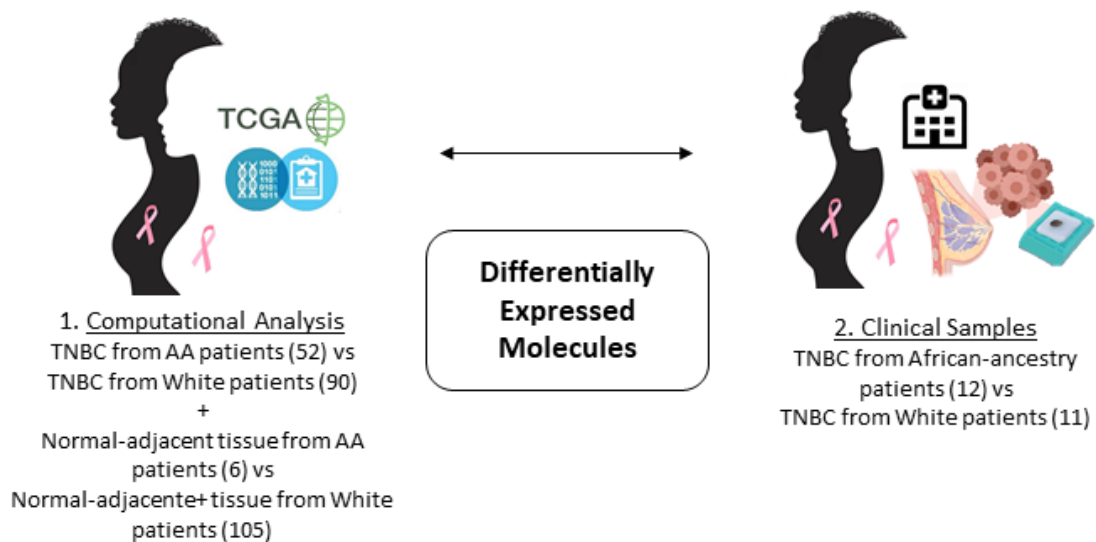 TCGA
1000
0101
1101
0101
1011
1. Computational Analysis
TNBC from AA patients (52) vs
TNBC from White patients (90)
+
Normal-adjacent tissue from AA
patients (6) vs
Normal-adjacente+ tissue from White
patients (105)
Differentially
Expressed
Molecules
2. Clinical Samples
TNBC from African-ancestry
patients (12) vs
TNBC from White patients (11)